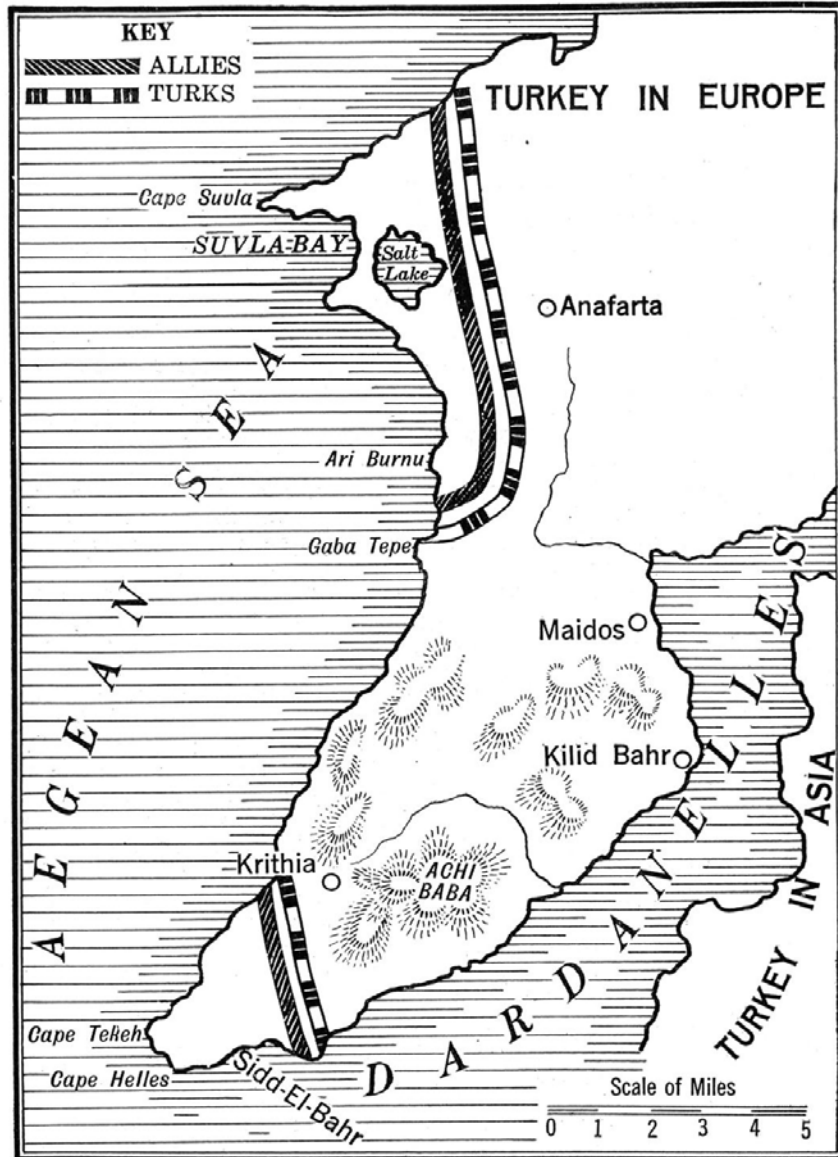 KEY
ALLIES
TURKS
TURKEY IN EUROPE
Cape Suvla
SUVLA-BAY
Salt
Lake
Anafarta
AEGEAN SEA
Ari Burnu
Gaba Tepe
Maidos
Kilid Bahr
DARDANELLES
Krithia
ACHI
BABA
TURKEY IN ASIA
Cape Tekeh
Cape Helles
Sidd-El-Bahr
Scale of Miles
0 1 2 3 4 5